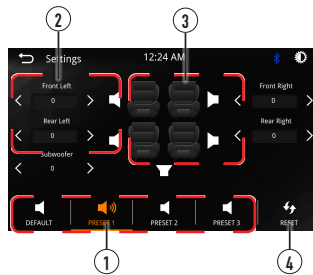 2
3
Settings
12:24 AM
Front Left
Front Right
0
0
Rear Left
Rear Right
0
0
Subwoofer
0
DEFAULT
PRESET 1
PRESET 2
PRESET 3
RESET
1
4